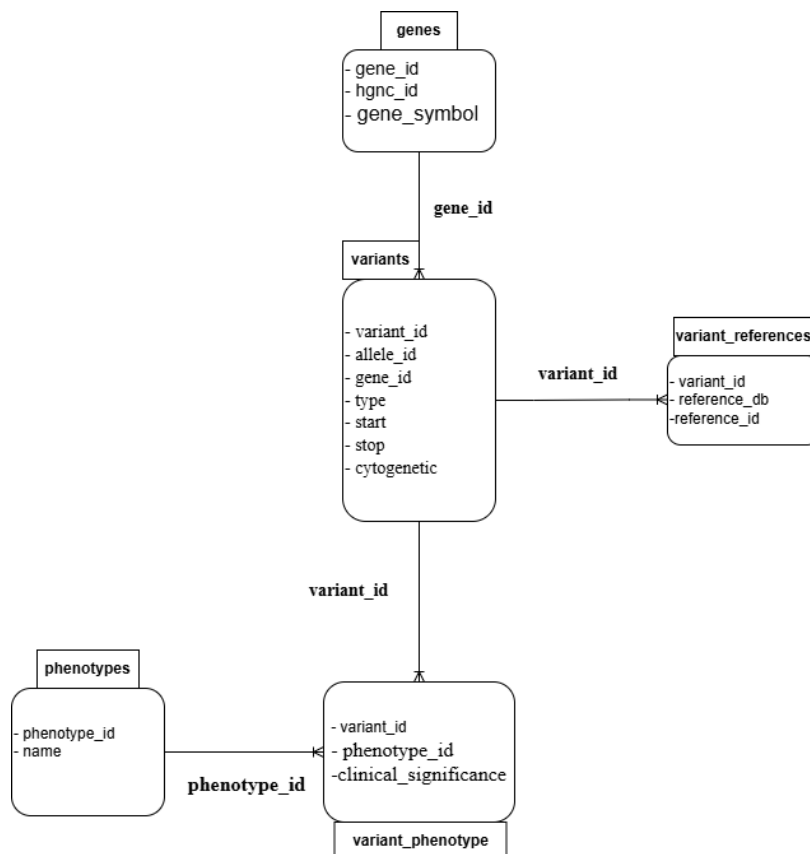 genes
- gene_id
- hgnc_id
- gene_symbol
gene_id
variants
- variant_id
- allele_id
- gene_id
- type
- start
- stop
- cytogenetic
variant_id
variant_references
- variant_id
- reference_db
-reference_id
variant_id
phenotypes
- phenotype_id
- name
phenotype_id
- variant_id
- phenotype_id
-clinical_significance
variant_phenotype